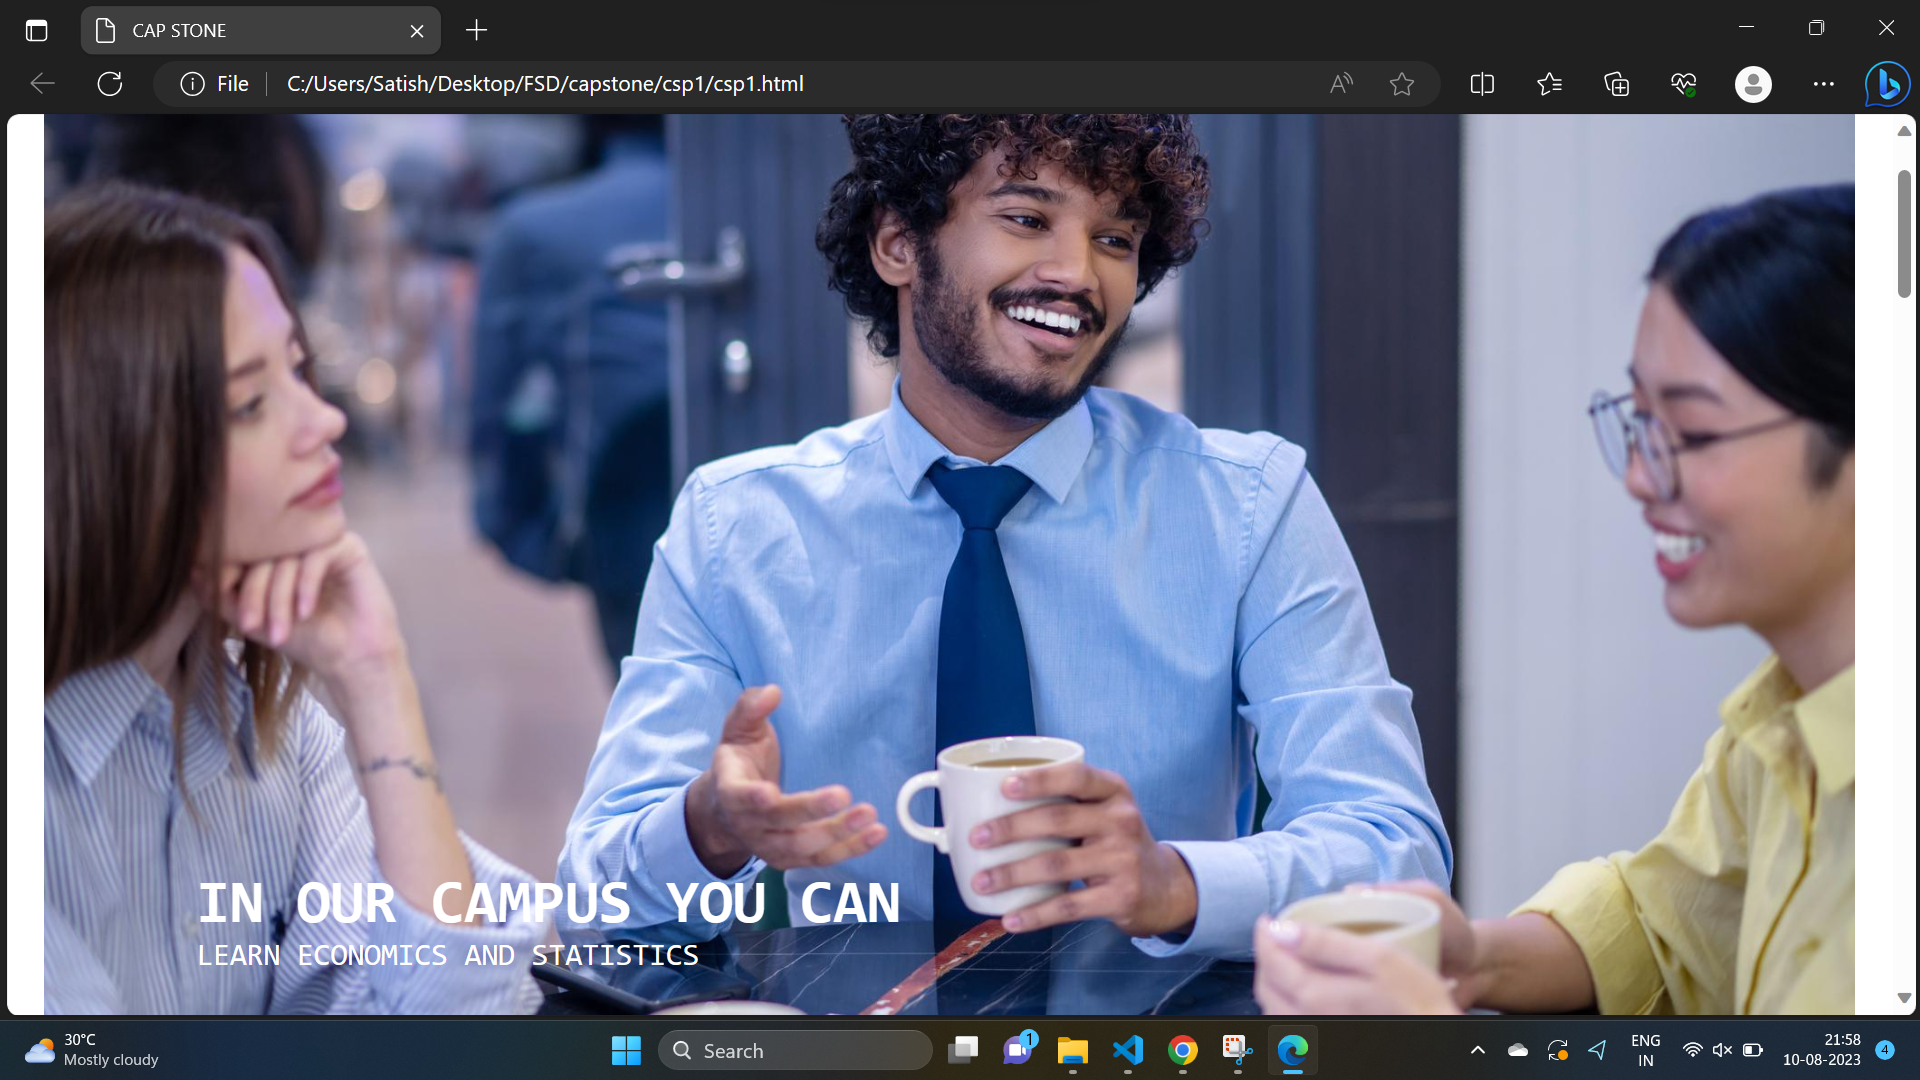 CAP STONE
File
C:/Users/Satish/Desktop/FSD/capstone/csp1/csp1.html
IN OUR CAMPUS YOU CAN
LEARN ECONOMICS AND STATISTICS
30°C
Mostly cloudy
Search
1
ENG
IN
21:58
10-08-2023
4